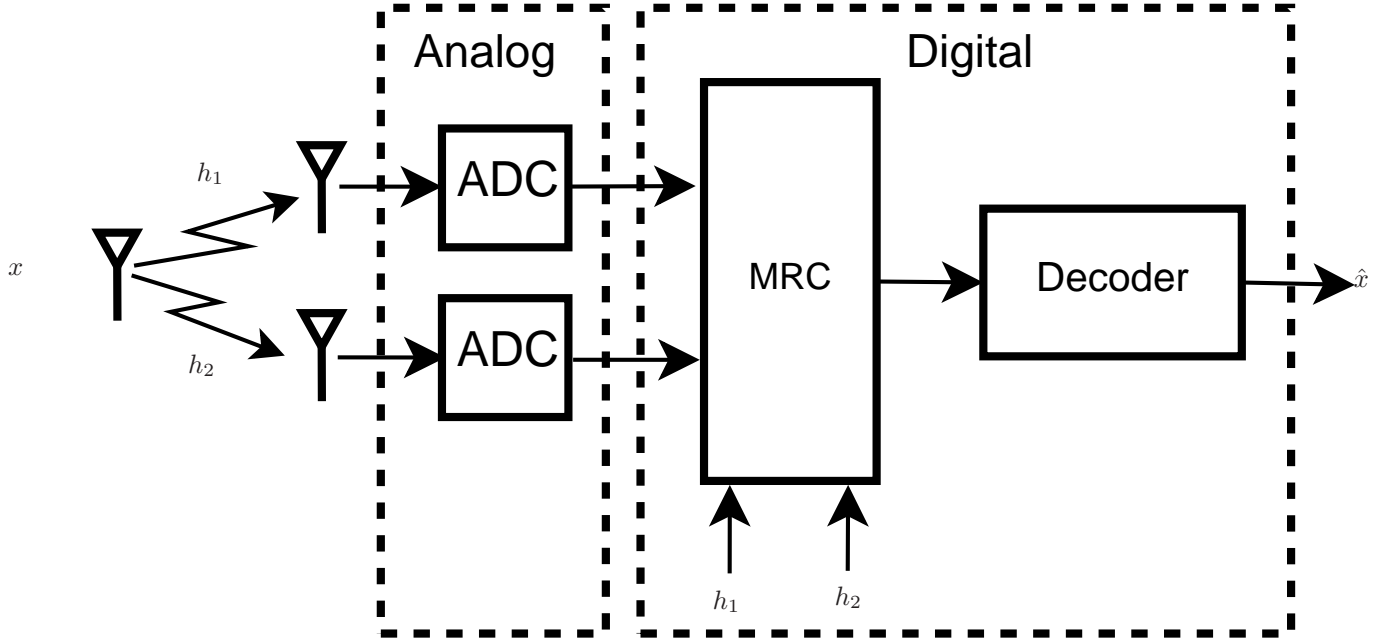 Analog
Digital
h₁
ADC
x
MRC
Decoder
x̂
ADC
h₂
h₁
h₂